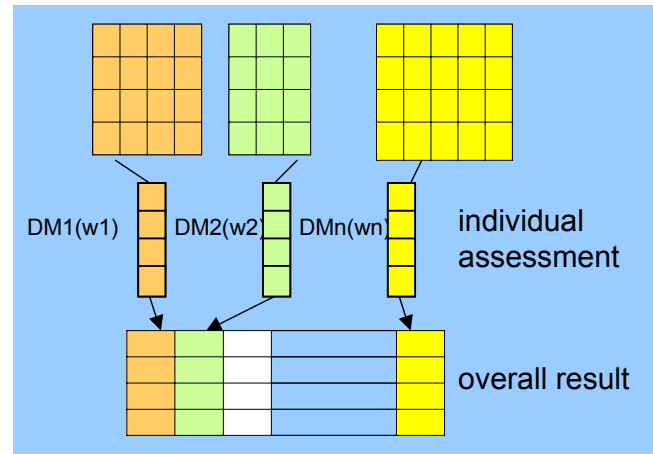 DM1(w1) DM2(w2) DMn(wn)
individual
assessment
overall result